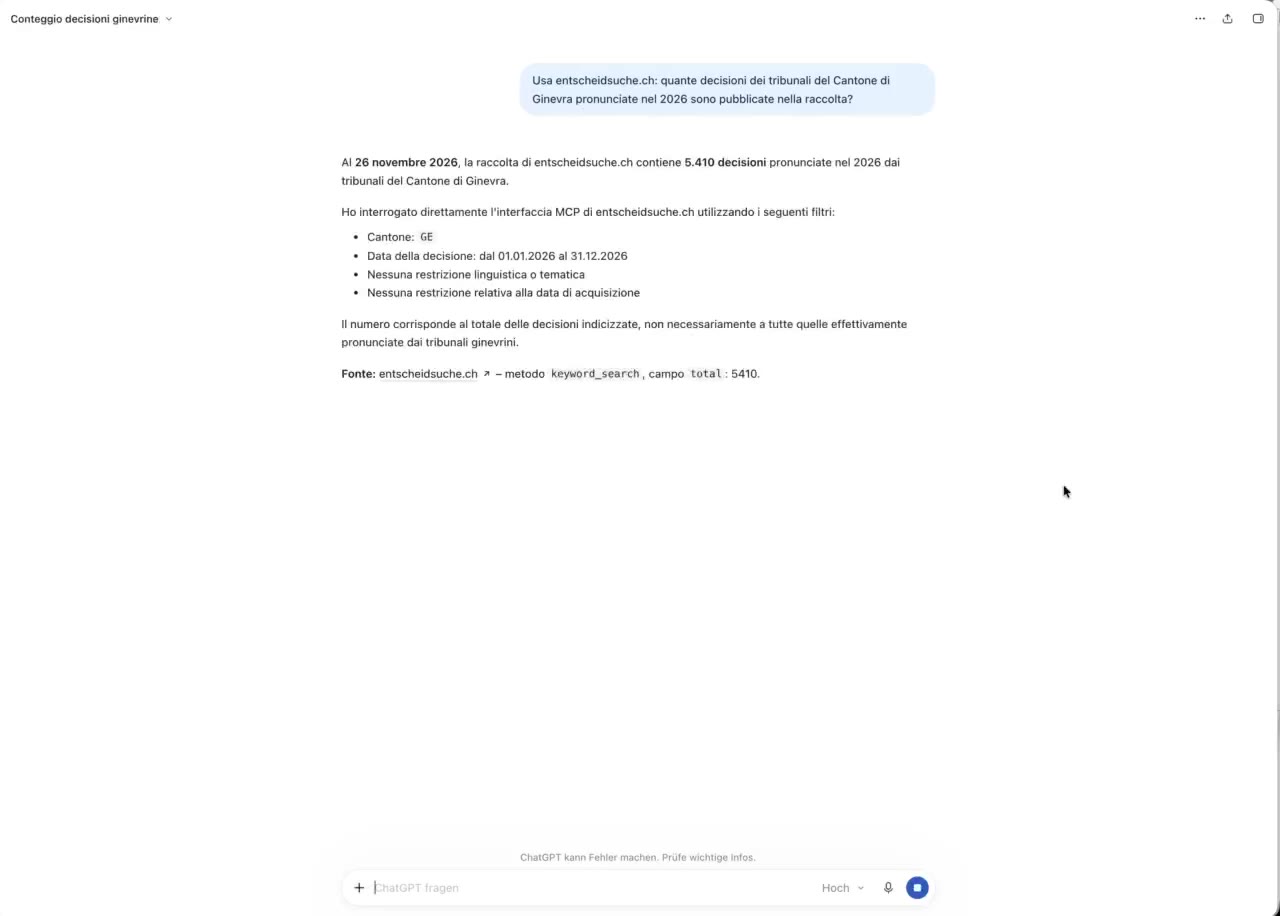 Conteggio decisioni ginevrine
Usa entscheidsuche.ch: quante decisioni dei tribunali del Cantone di
Ginevra pronunciate nel 2026 sono pubblicate nella raccolta?
Al 26 novembre 2026, la raccolta di entscheidsuche.ch contiene 5.410 decisioni pronunciate nel 2026 dai
tribunali del Cantone di Ginevra.
Ho interrogato direttamente l'interfaccia MCP di entscheidsuche.ch utilizzando i seguenti filtri:
• Cantone: GE
• Data della decisione: dal 01.01.2026 al 31.12.2026
• Nessuna restrizione linguistica o tematica
• Nessuna restrizione relativa alla data di acquisizione
Il numero corrisponde al totale delle decisioni indicizzate, non necessariamente a tutte quelle effettivamente
pronunciate dai tribunali ginevrini.
Fonte: entscheidsuche.ch ↗ – metodo keyword_search, campo total: 5410.
ChatGPT kann Fehler machen. Prüfe wichtige Infos.
ChatGPT fragen
Hoch